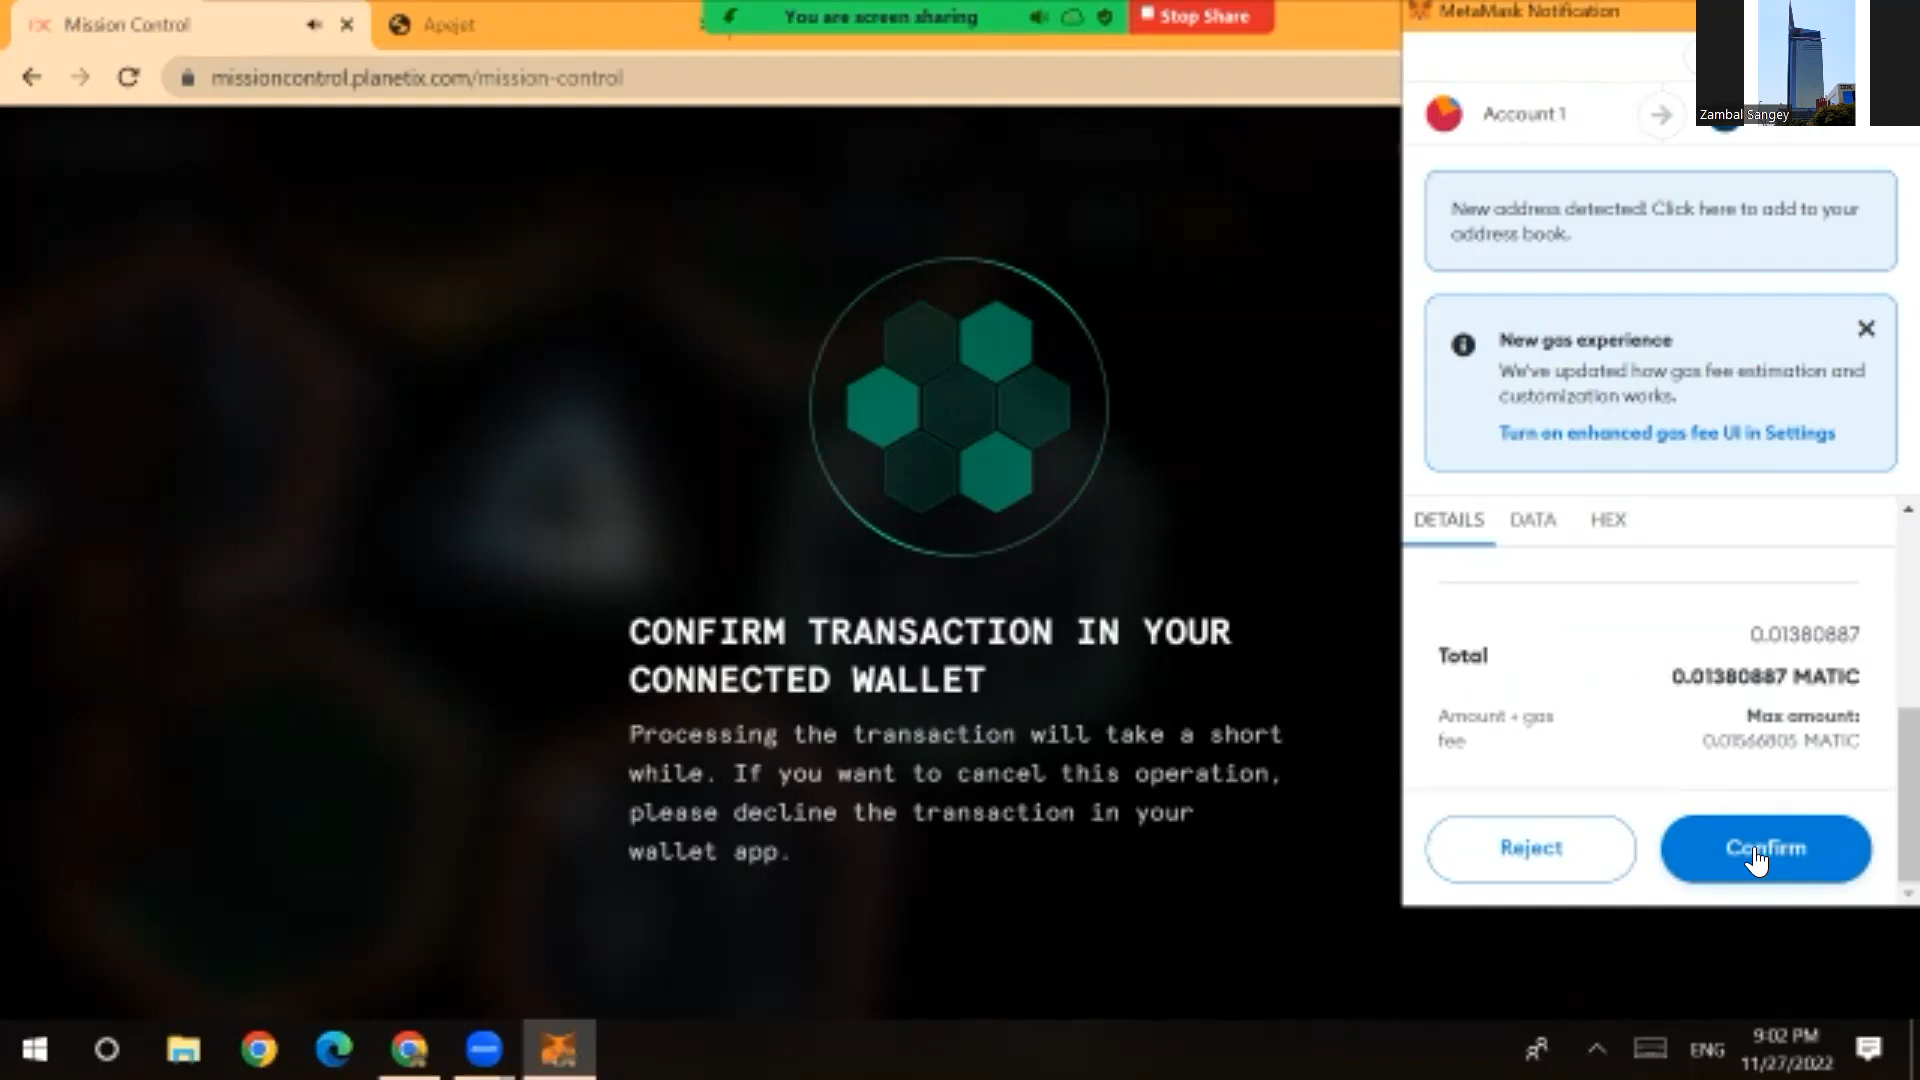 Mission Control
Apejet
You are screen sharing
Stop Share
MetaMask Notification
missioncontrol.planetix.com/mission-control
Zambal Sangey
Account 1
New address detected! Click here to add to your
address book.
New gas experience
We've updated how gas fee estimation and
customization works.
Turn on enhanced gas fee UI in Settings
DETAILS
DATA
HEX
0.01380887
Total
0.01380887 MATIC
Amount + gas
fee
Max amount:
0.01566805 MATIC
Reject
Confirm
CONFIRM TRANSACTION IN YOUR
CONNECTED WALLET
Processing the transaction will take a short
while. If you want to cancel this operation,
please decline the transaction in your
wallet app.
ENG
9:02 PM
11/27/2022